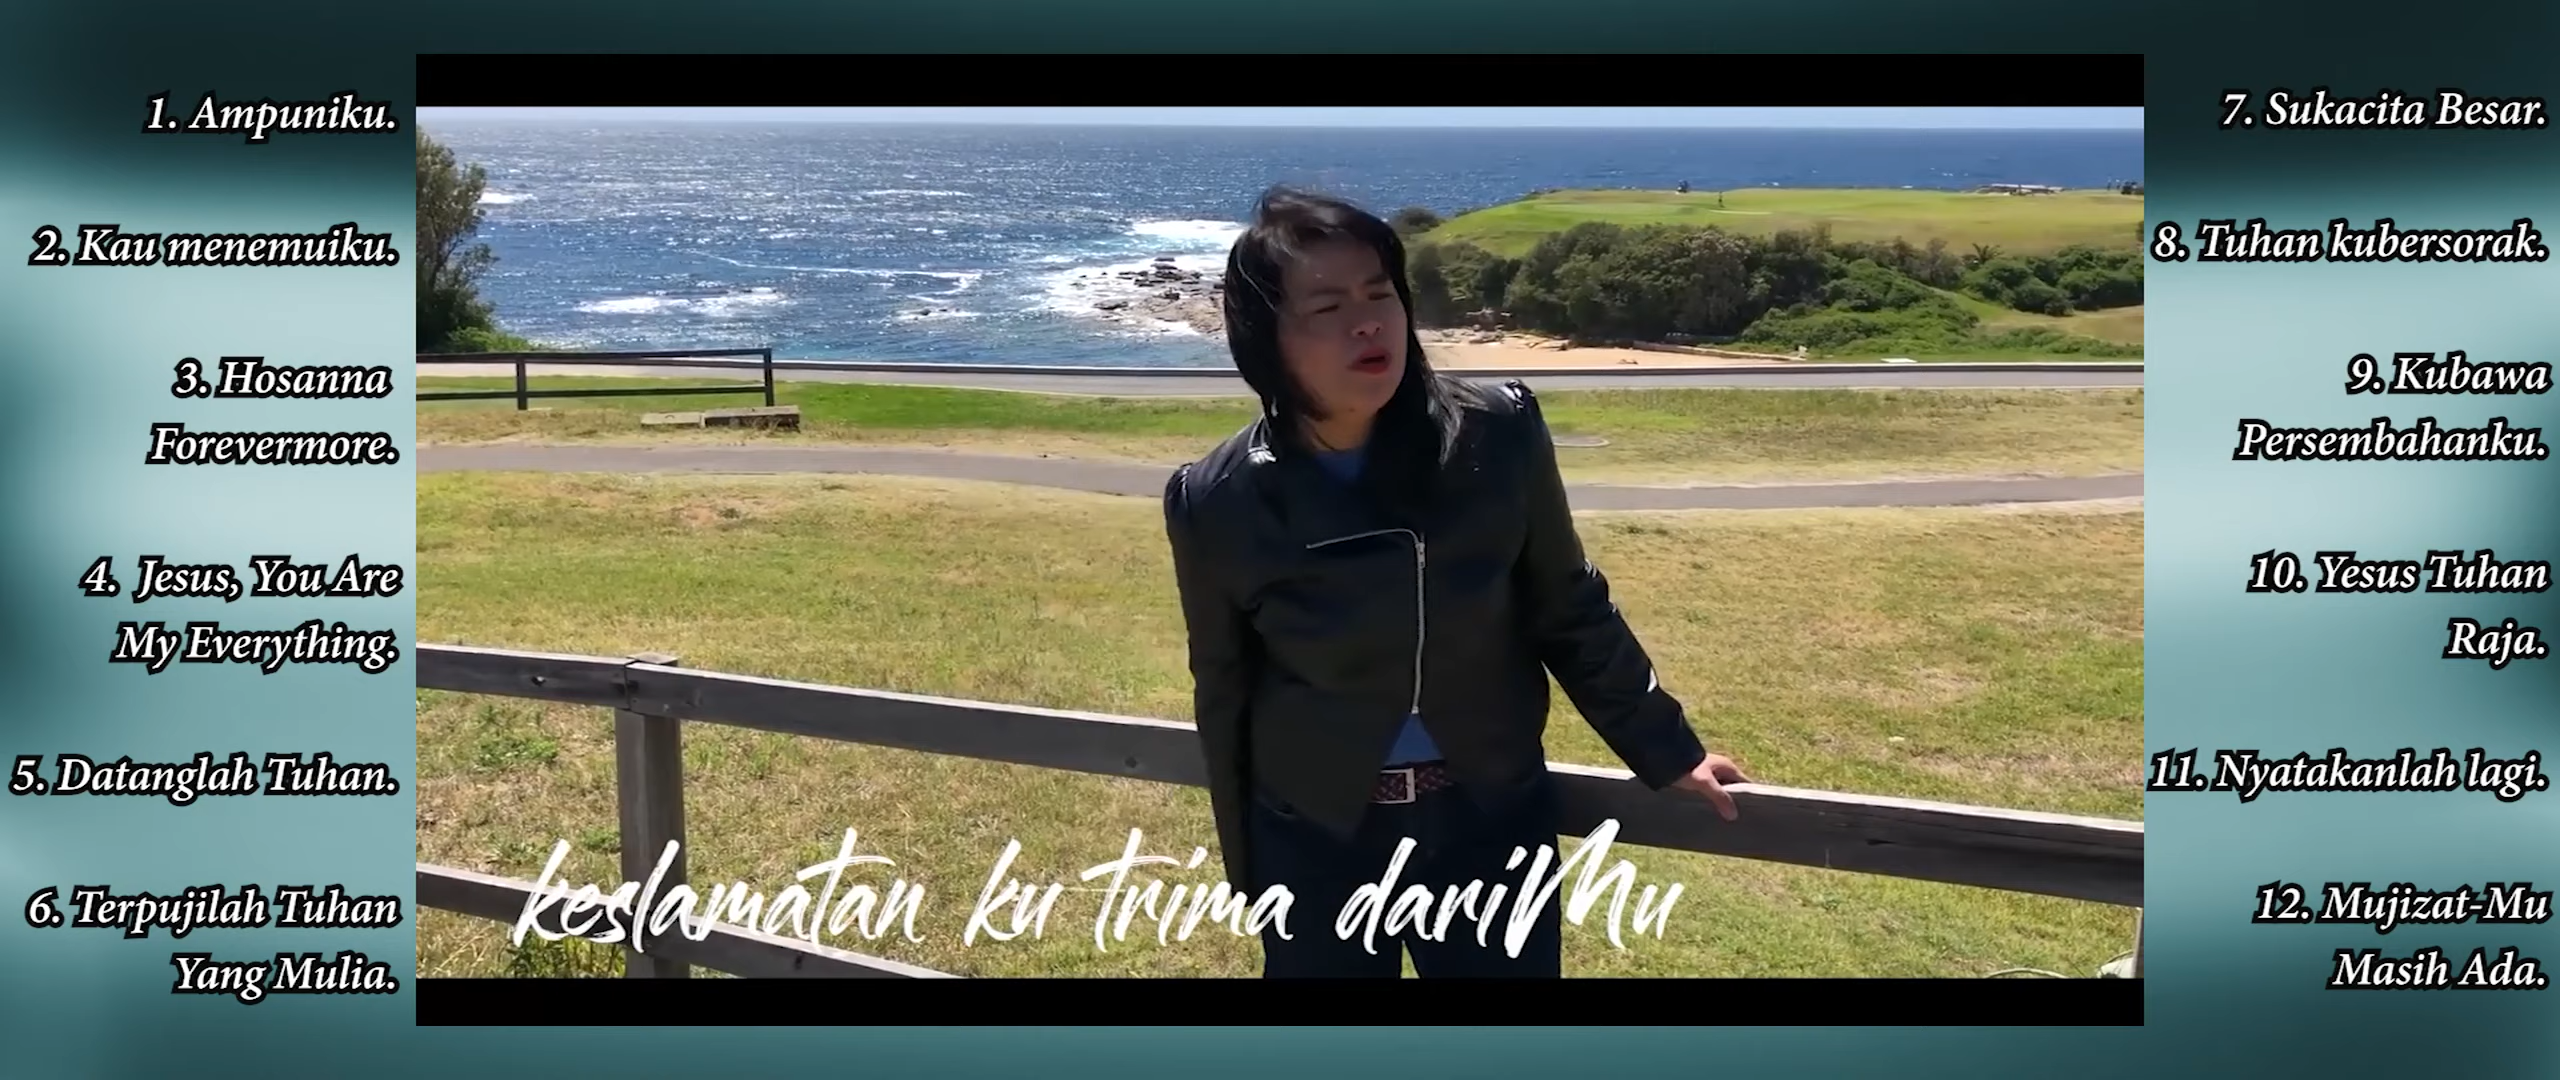 1. Ampuniku.
2. Kau menemuiku.
3. Hosanna
Forevermore.
4. Jesus, You Are
My Everything.
5. Datanglah Tuhan.
6. Terpujilah Tuhan
Yang Mulia.
keslamatan ku trima dariMu
7. Sukacita Besar.
8. Tuhan kubersorak.
9. Kubawa
Persembahanku.
10. Yesus Tuhan
Raja.
11. Nyatakanlah lagi.
12. Mujizat-Mu
Masih Ada.